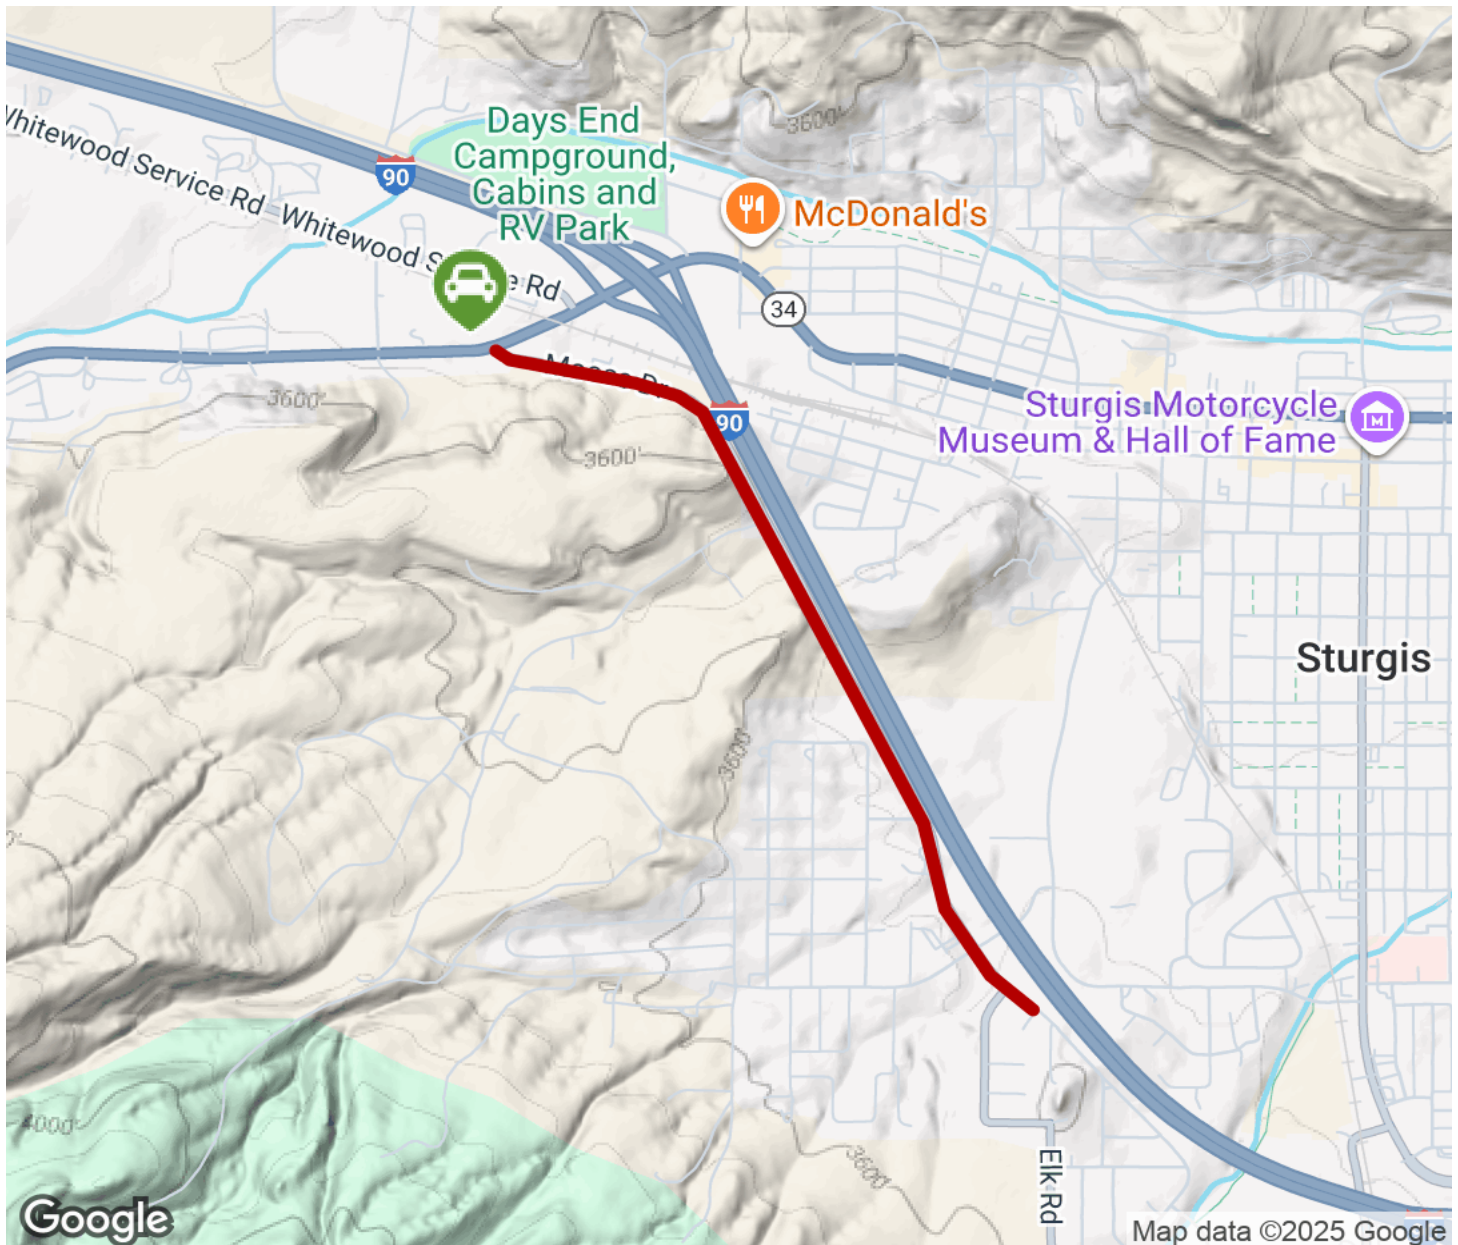 Days End
Campground,
Cabins and
RV Park
3600'
Whitewood Service Rd
90
McDonald's
Whitewood
Rd
34
3600'
90
Sturgis Motorcycle
Museum & Hall of Fame
M
3600'
Sturgis
3600'
4000'
3600'
Elk Rd
Google
Map data ©2025 Google